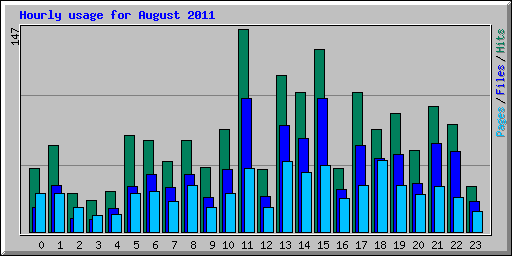 Hourly usage for August 2011
147
Pages/Files/Hits
0 1 2 3 4 5 6 7 8 9 10 11 12 13 14 15 16 17 18 19 20 21 22 23